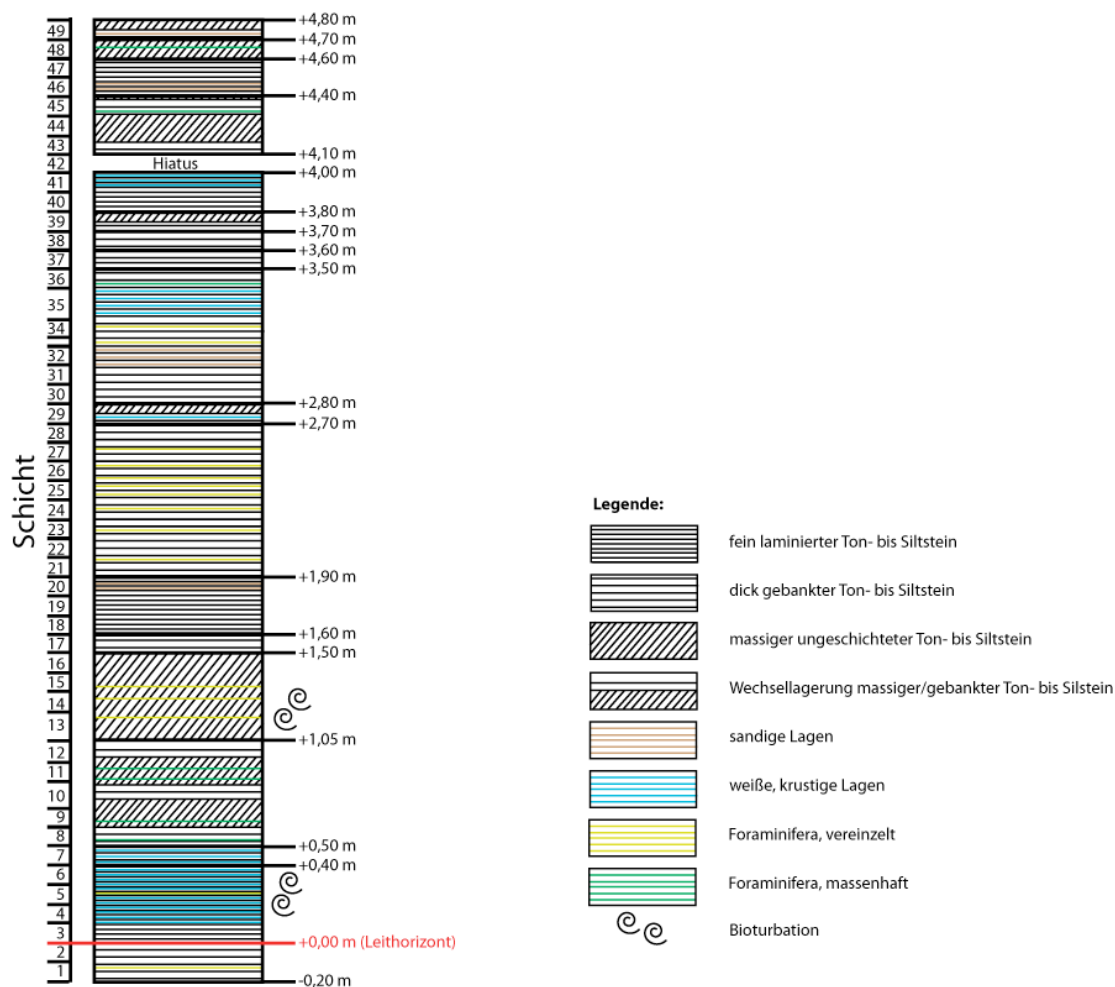 Schicht
49
48
47
46
45
44
43
42
41
40
39
38
37
36
35
34
32
31
30
29
28
27
26
25
24
23
22
21
20
19
18
17
16
15
14
13
12
11
10
9
8
7
6
5
4
3
2
1
Hiatus
+4,80 m
+4,70 m
+4,60 m
+4,40 m
+4,10 m
+4,00 m
+3,80 m
+3,70 m
+3,60 m
+3,50 m
+2,80 m
+2,70 m
+1,90 m
+1,60 m
+1,50 m
+1,05 m
+0,50 m
+0,40 m
+0,00 m (Leithorizont)
-0,20 m
Legende:
fein laminierter Ton- bis Siltstein
dick gebankter Ton- bis Siltstein
massiger ungeschichteter Ton- bis Siltstein
Wechsellagerung massiger/gebankter Ton- bis Silstein
sandige Lagen
weiße, krustige Lagen
Foraminifera, vereinzelt
Foraminifera, massenhaft
Bioturbation